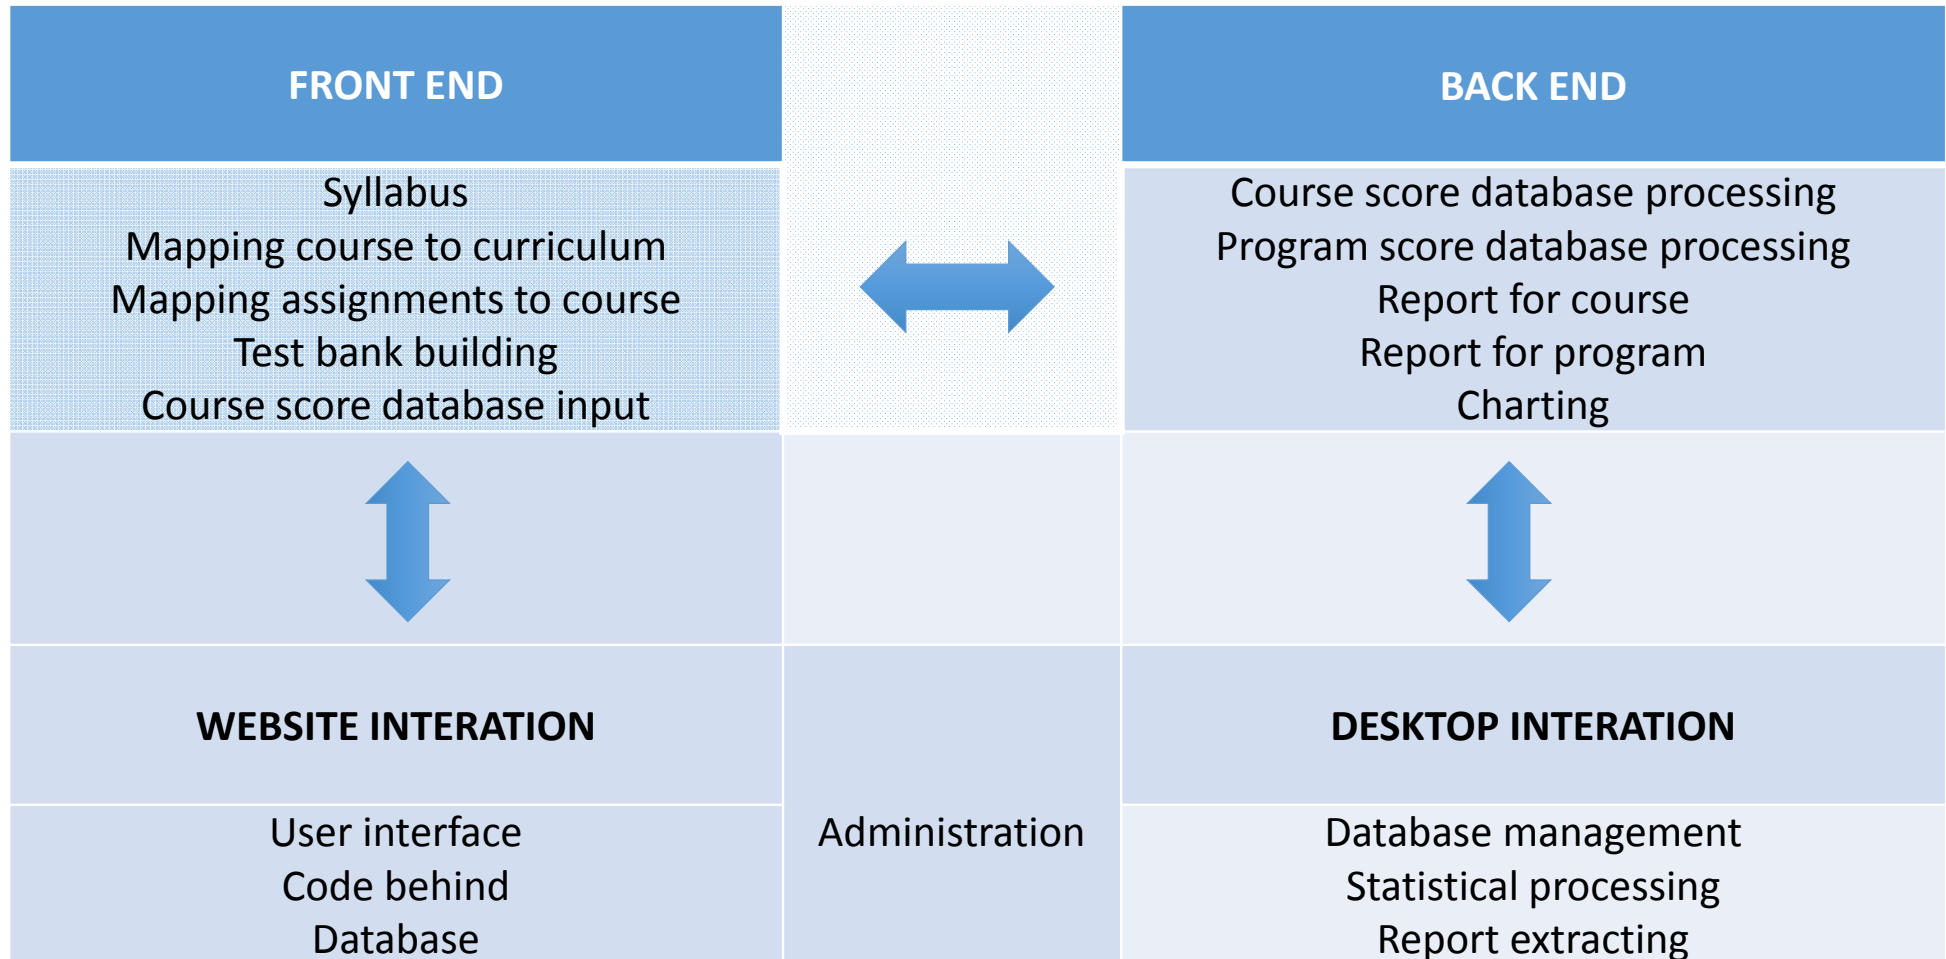 FRONT END
BACK END
Syllabus
Mapping course to curriculum
Mapping assignments to course
Test bank building
Course score database input
Course score database processing
Program score database processing
Report for course
Report for program
Charting
WEBSITE INTERATION
DESKTOP INTERATION
User interface
Code behind
Database
Administration
Database management
Statistical processing
Report extracting